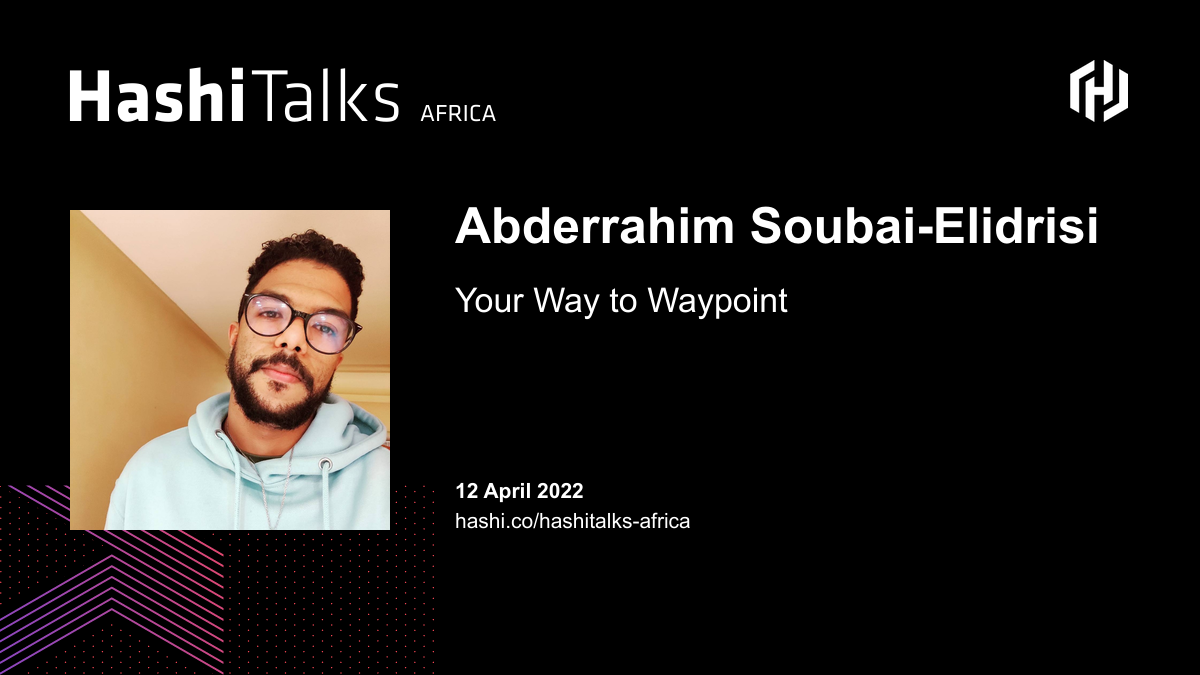 HashiTalks AFRICA
Abderrahim Soubai-Elidrisi
Your Way to Waypoint
12 April 2022
hashi.co/hashitalks-africa